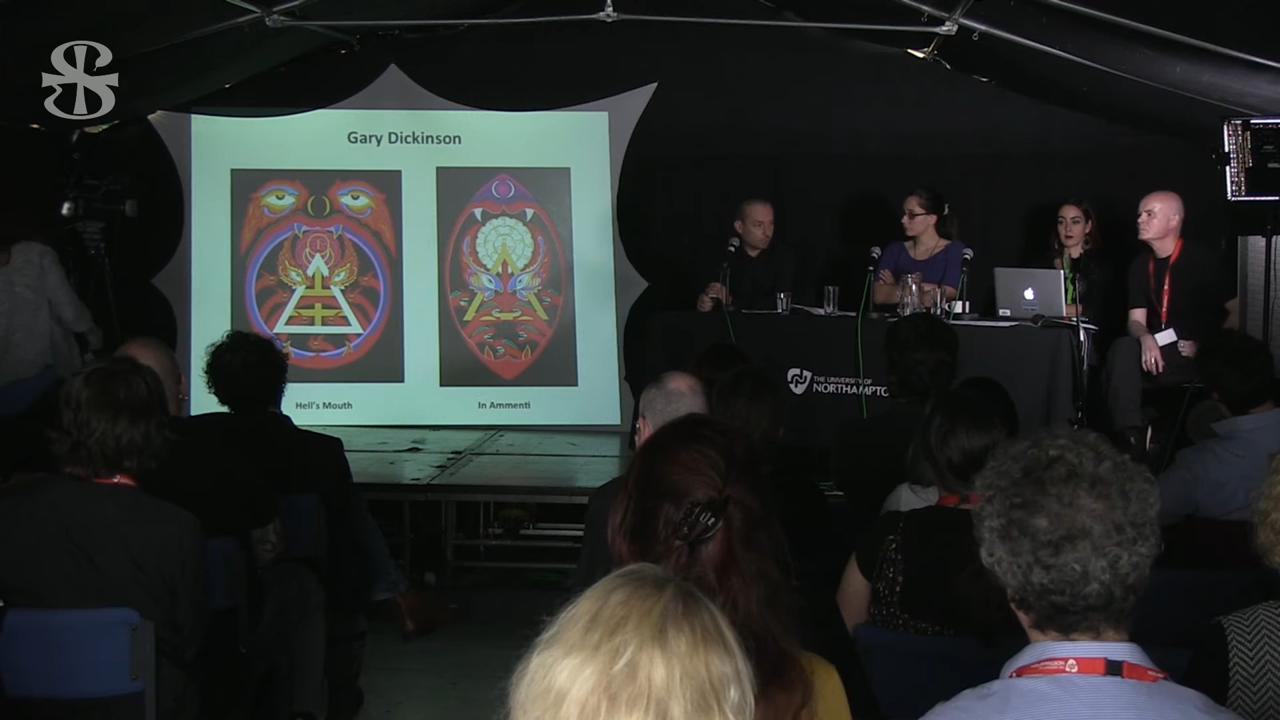 Gary Dickinson
Hell's Mouth
In Ammenti
THE UNIVERSITY OF
NORTHAMPTO